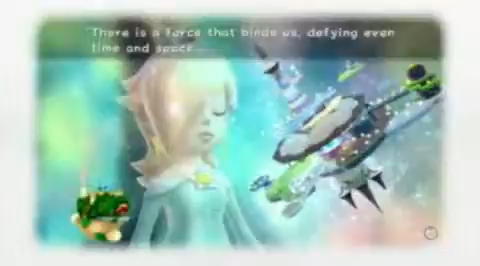 "There is a force that binds us, defying even
time and space...